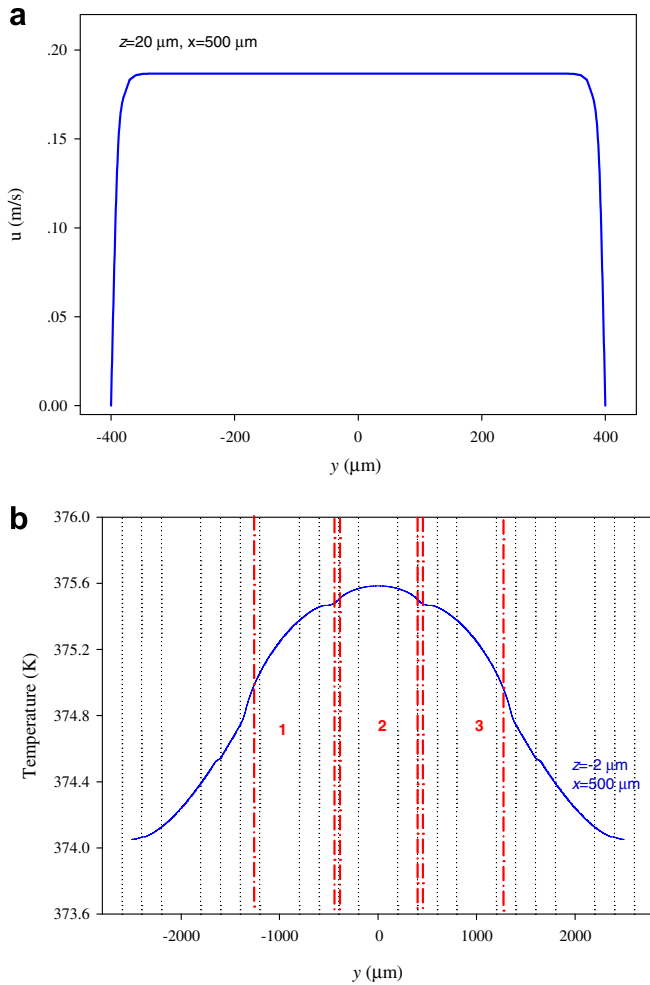 a
z=20 μm, x=500 μm
.20
.15
.10
.05
0.00
u (m/s)
-400 -200 0 200 400
y (μm)
b
376.0
375.6
375.2
374.8
374.4
374.0
373.6
Temperature (K)
1 2 3
z=-2 μm
x=500 μm
-2000 -1000 0 1000 2000
y (μm)